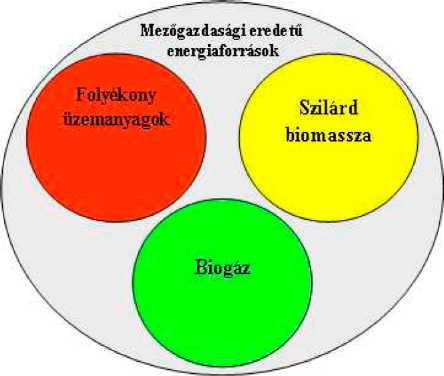 Mezőgazdasági eredetű
energiaforrások
Folyékony
üzemanyagok
Szilárd
biomassza
Biogáz